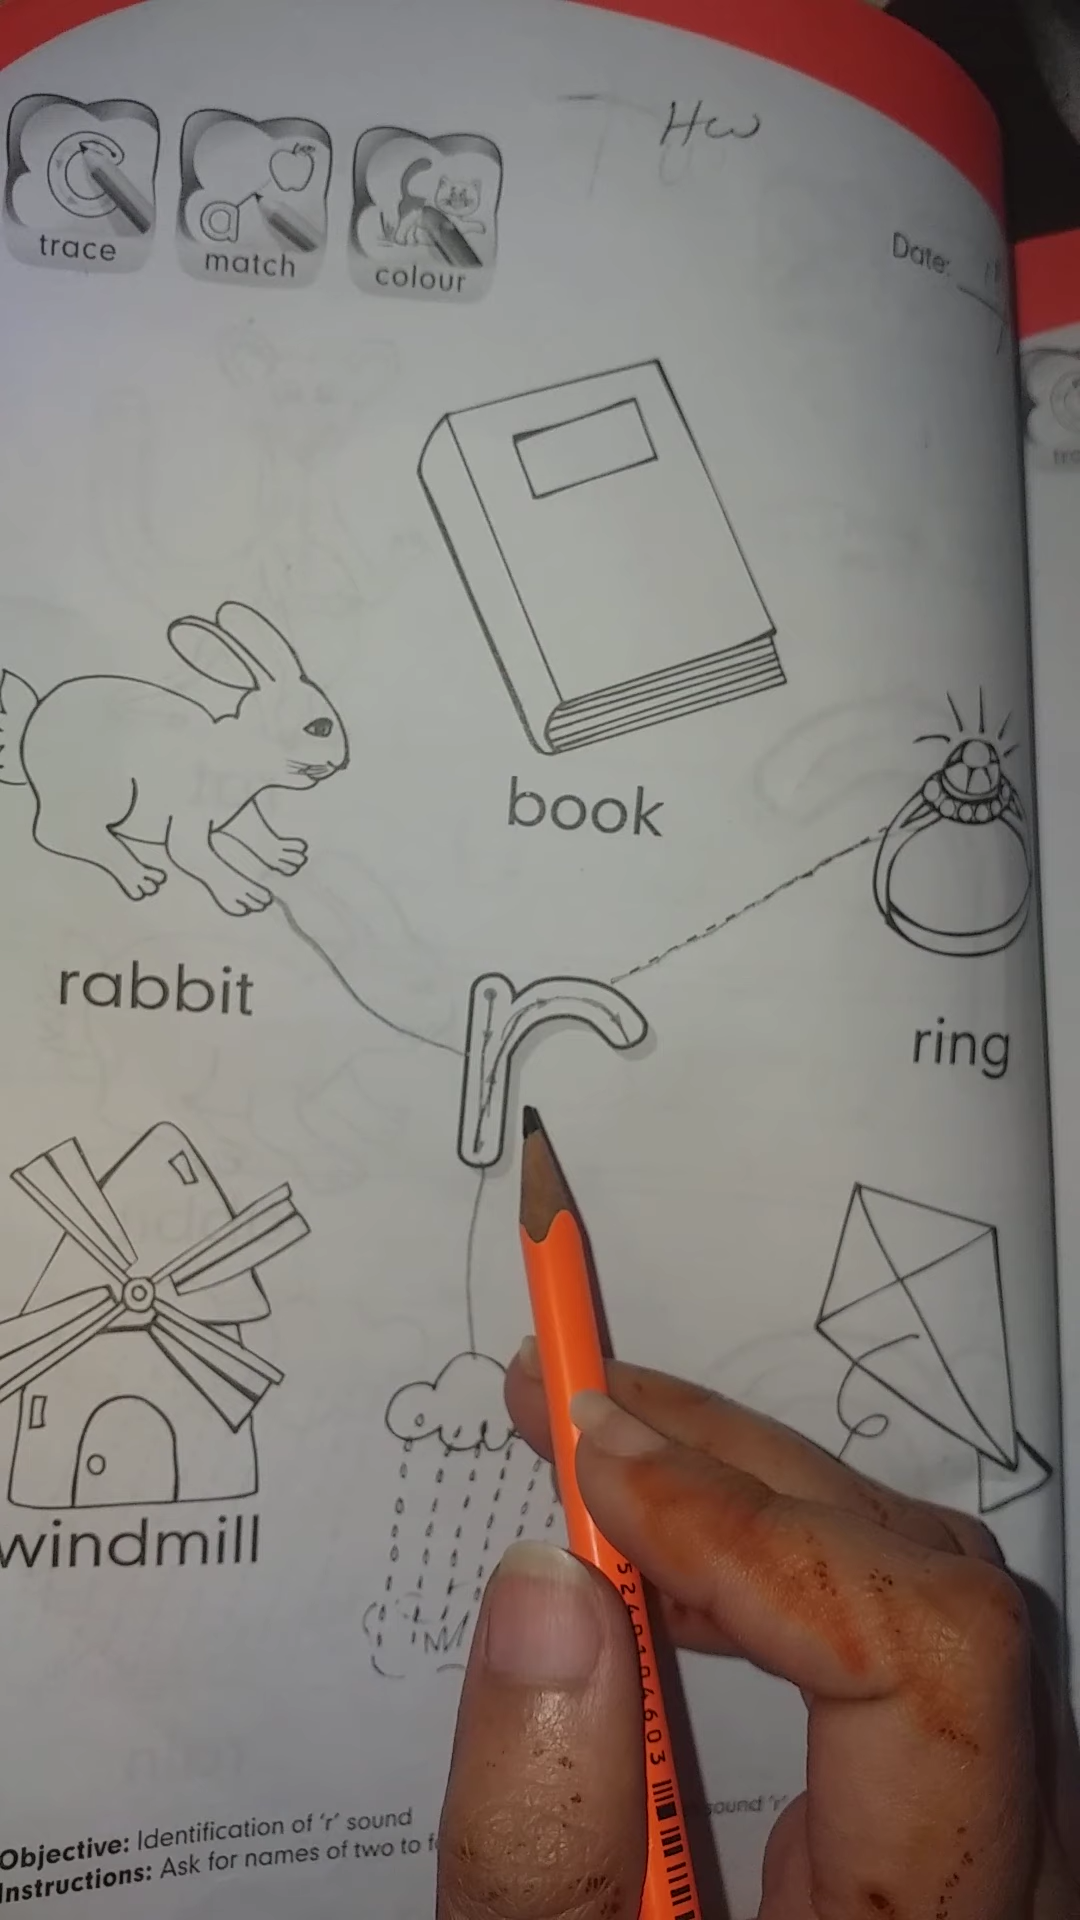 Hw
trace
match
colour
Date:
book
rabbit
ring
windmill
5240104603
Objective: Identification of 'r' sound
sound 'r'
Instructions: Ask for names of two to